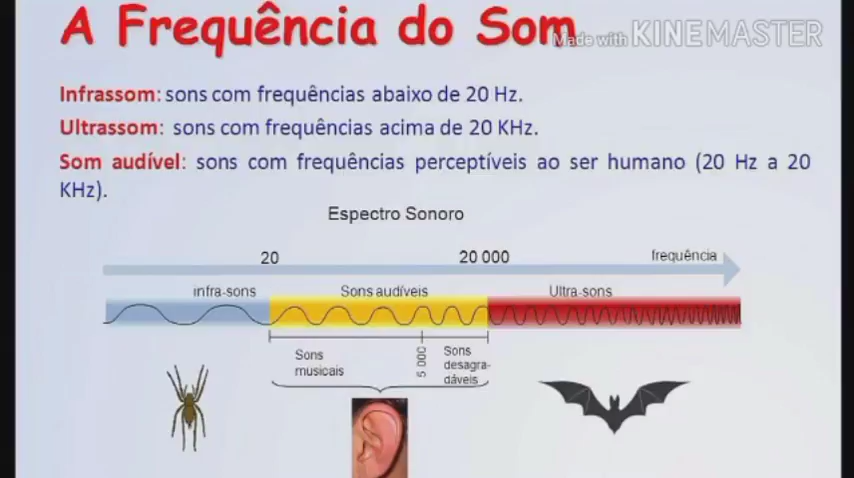 A Frequência do Som
Made with KINEMASTER
Infrassom: sons com frequências abaixo de 20 Hz.
Ultrassom: sons com frequências acima de 20 KHz.
Som audível: sons com frequências perceptíveis ao ser humano (20 Hz a 20
KHz).
Espectro Sonoro
20
20 000
frequência
infra-sons
Sons audíveis
Ultra-sons
Sons
musicais
5 000
Sons
desagra-
dáveis